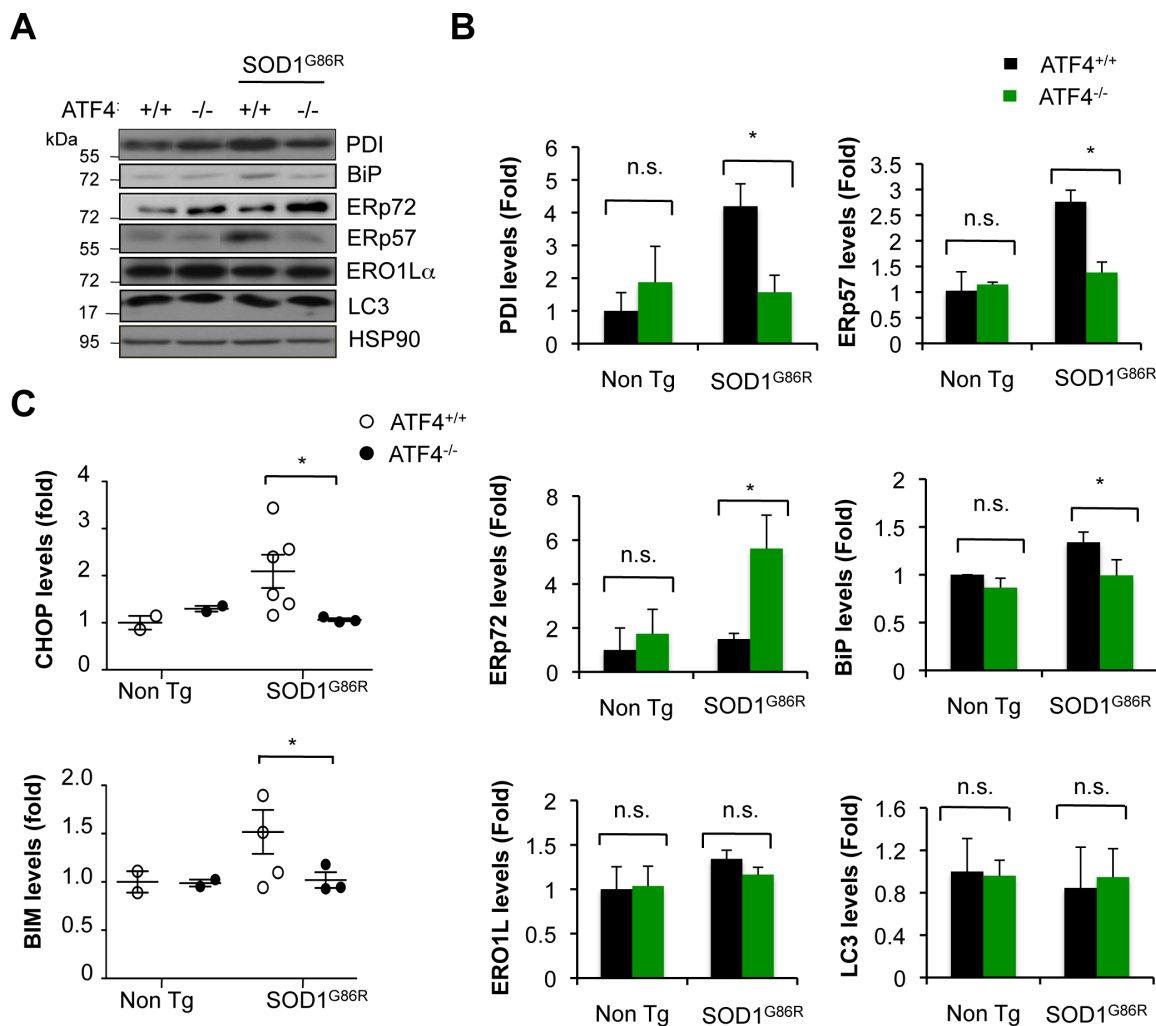 A
SOD1G86R
ATF4: +/+ -/- +/+ -/-
kDa
55
PDI
72
BiP
72
ERp72
55
ERp57
72
ERO1Lα
17
LC3
95
HSP90
B
ATF4+/+
ATF4-/-
PDI levels (Fold)
6
5
4
3
2
1
0
n.s.
*
Non Tg
SOD1G86R
ERp57 levels (Fold)
3.5
3
2.5
2
1.5
1
0.5
0
n.s.
*
Non Tg
SOD1G86R
C
ATF4+/+
ATF4-/-
CHOP levels (fold)
4
3
2
1
0
*
Non Tg
SOD1G86R
ERp72 levels (Fold)
8
6
4
2
0
n.s.
*
Non Tg
SOD1G86R
BiP levels (Fold)
2
1.5
1
0.5
0
n.s.
*
Non Tg
SOD1G86R
BIM levels (fold)
2.0
1.5
1.0
0.5
0
*
Non Tg
SOD1G86R
ERO1L levels (Fold)
2
1.5
1
0.5
0
n.s.
n.s.
Non Tg
SOD1G86R
LC3 levels (Fold)
1.6
1.2
0.8
0.4
0
n.s.
n.s.
Non Tg
SOD1G86R